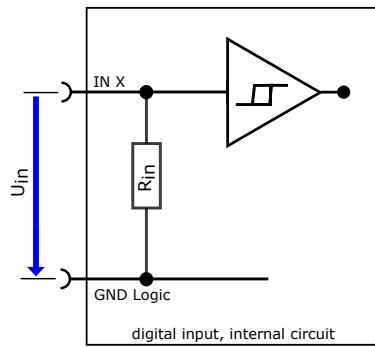 IN X
Uin
Rin
GND Logic
digital input, internal circuit